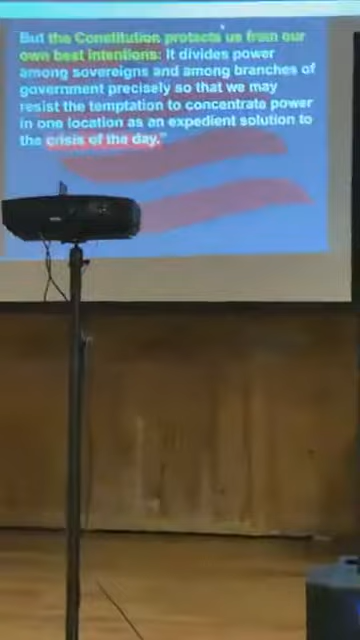 But the Constitution protects us from our
own best intentions: It divides power
among sovereigns and among branches of
government precisely so that we may
resist the temptation to concentrate power
in one location as an expedient solution to
the crisis of the day."